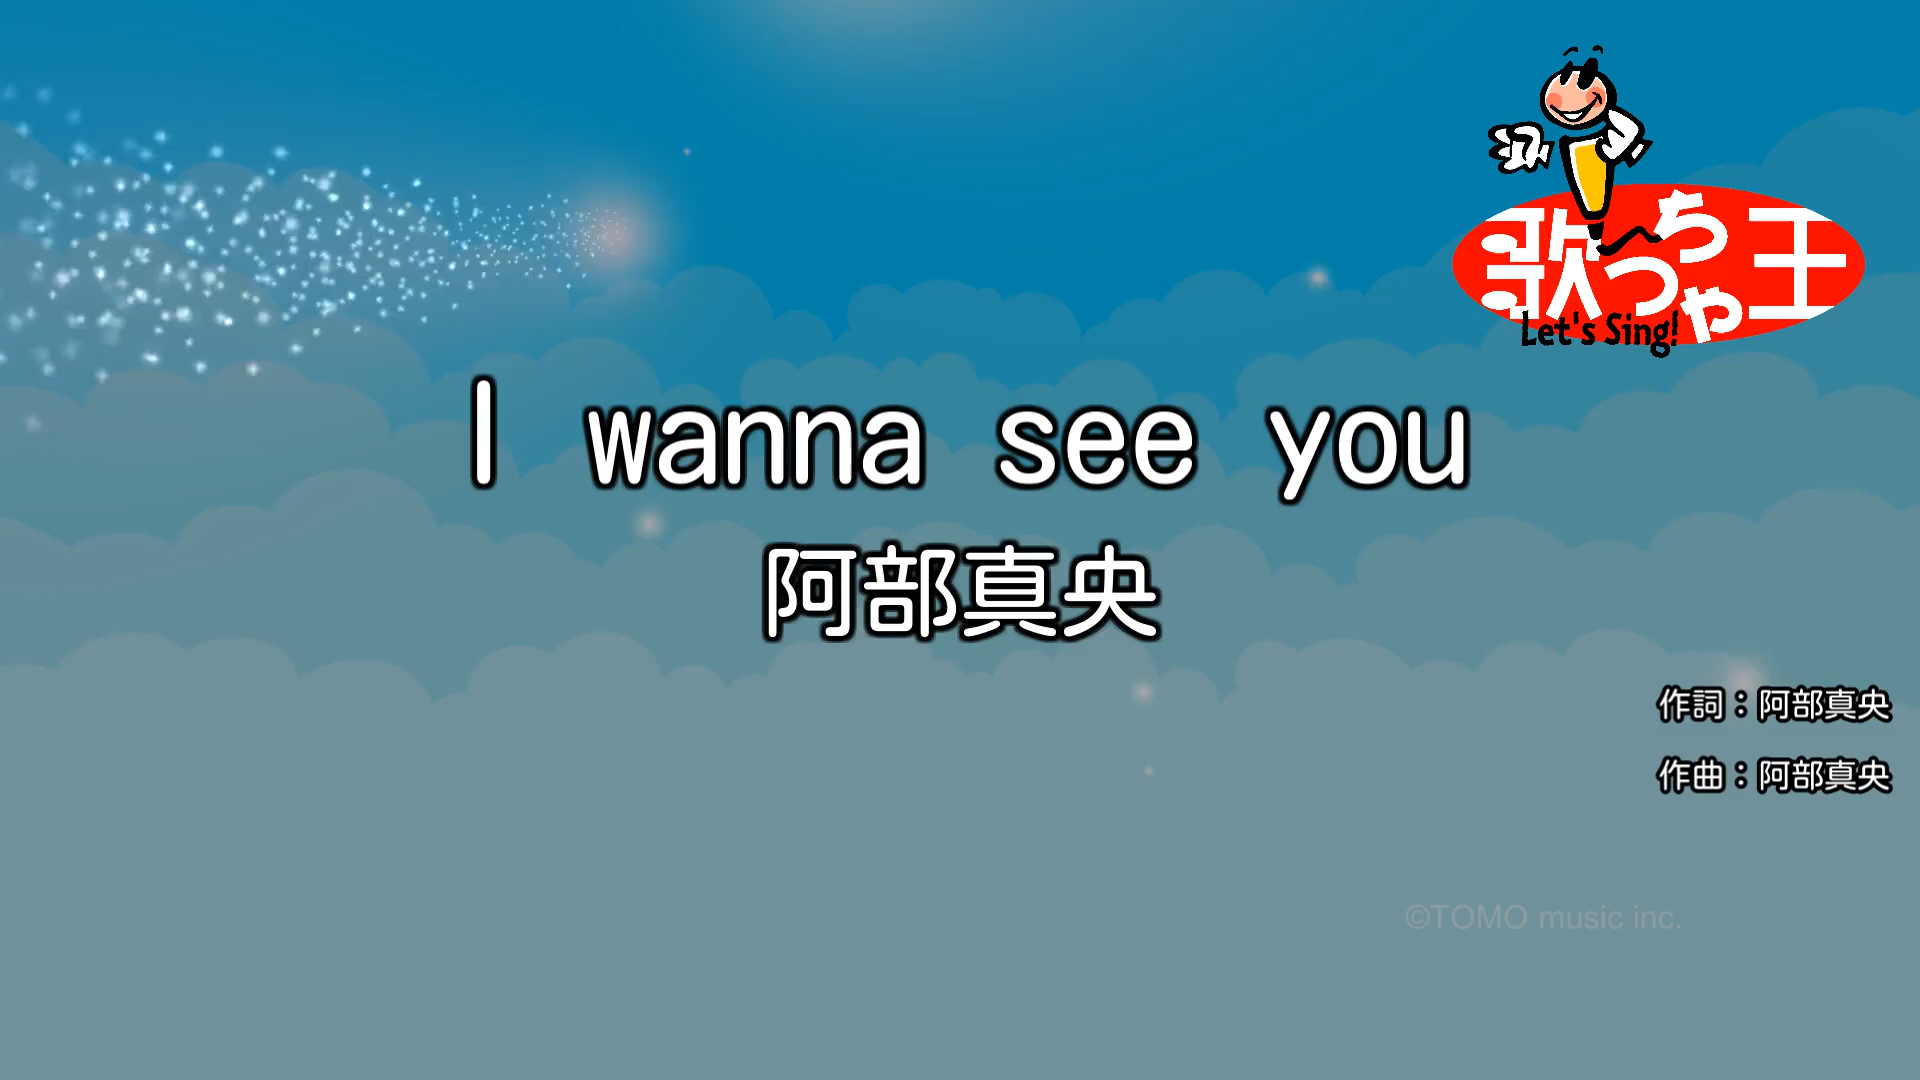 歌っちゃ王
Let's Sing!
I wanna see you
阿部真央
作詞：阿部真央
作曲：阿部真央
©TOMO music inc.